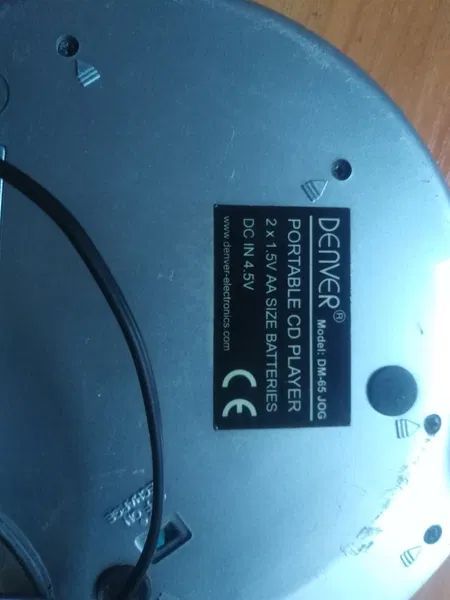 DENVER®
Model: DM-65 JOG
PORTABLE CD PLAYER
2 x 1.5V AA SIZE BATTERIES
DC IN 4.5V
www.denver-electronics.com
CE